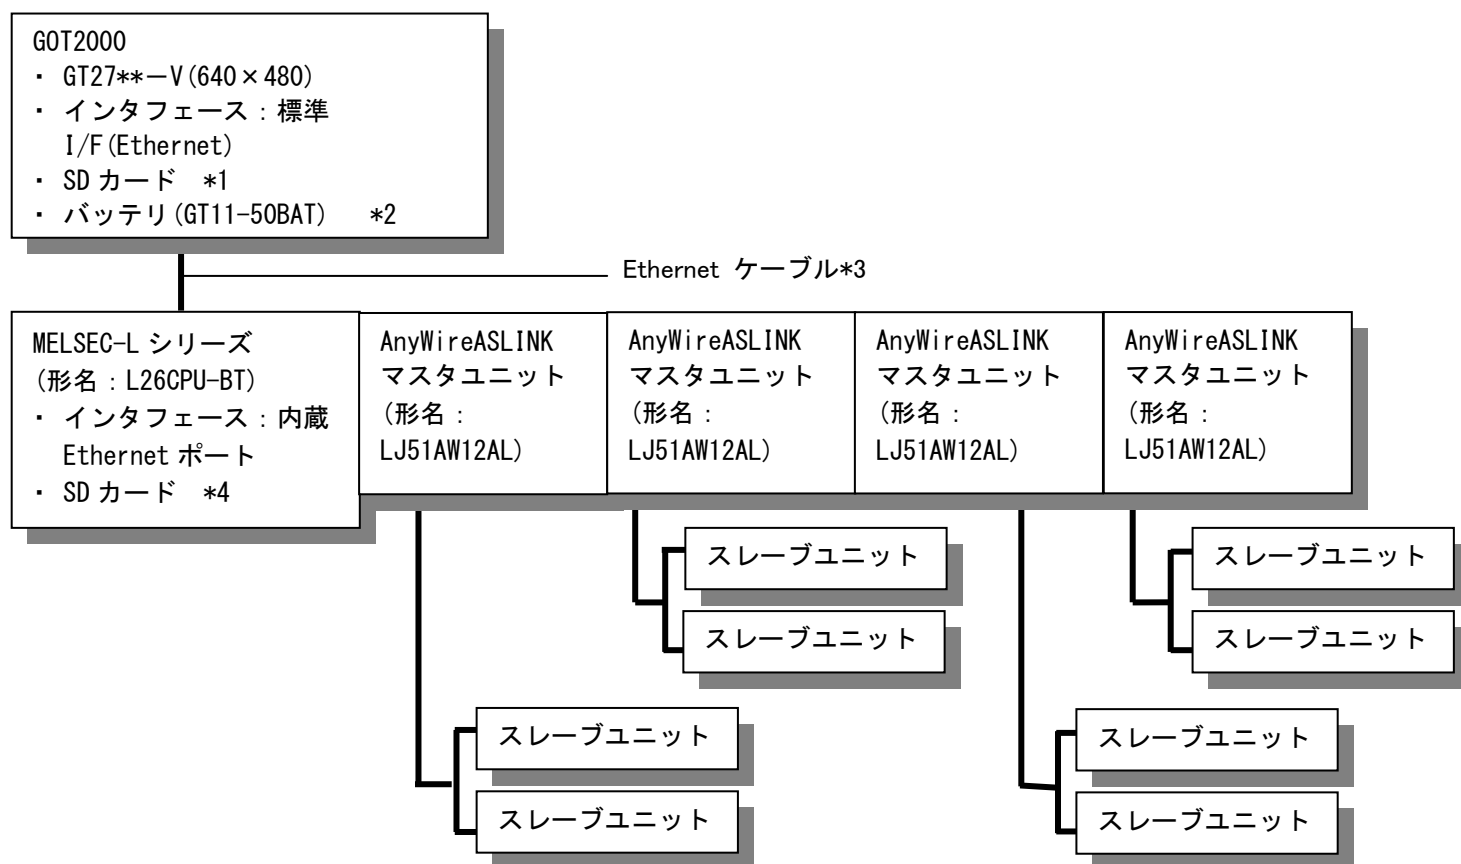 GOT2000
・ GT27**－V(640×480)
・ インタフェース：標準
I/F(Ethernet)
・ SDカード *1
・ バッテリ(GT11-50BAT) *2
Ethernet ケーブル*3
MELSEC-L シリーズ
(形名：L26CPU-BT)
・ インタフェース：内蔵
Ethernet ポート
・ SDカード *4
AnyWireASLINK
マスタユニット
(形名：
LJ51AW12AL)
AnyWireASLINK
マスタユニット
(形名：
LJ51AW12AL)
AnyWireASLINK
マスタユニット
(形名：
LJ51AW12AL)
AnyWireASLINK
マスタユニット
(形名：
LJ51AW12AL)
スレーブユニット
スレーブユニット
スレーブユニット
スレーブユニット
スレーブユニット
スレーブユニット
スレーブユニット
スレーブユニット